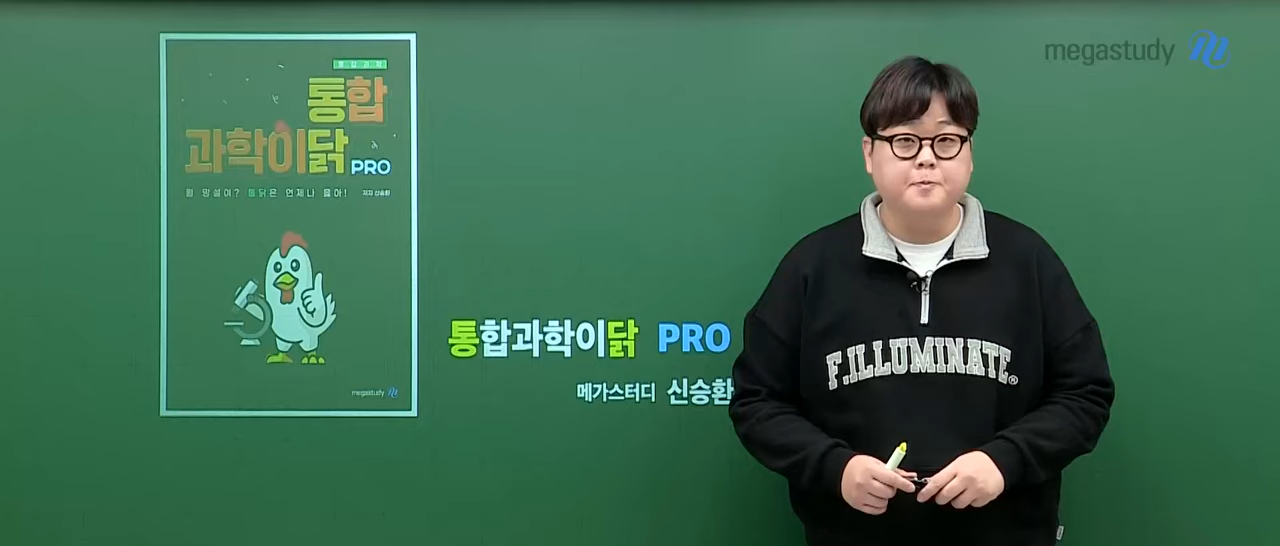 megastudy
통합
과학이닭 PRO
뭘 망설여? 통닭은 언제나 옳아! 저자 신승환
megastudy
통합과학이닭 PRO
메가스터디 신승환
F.ILLUMINATE®